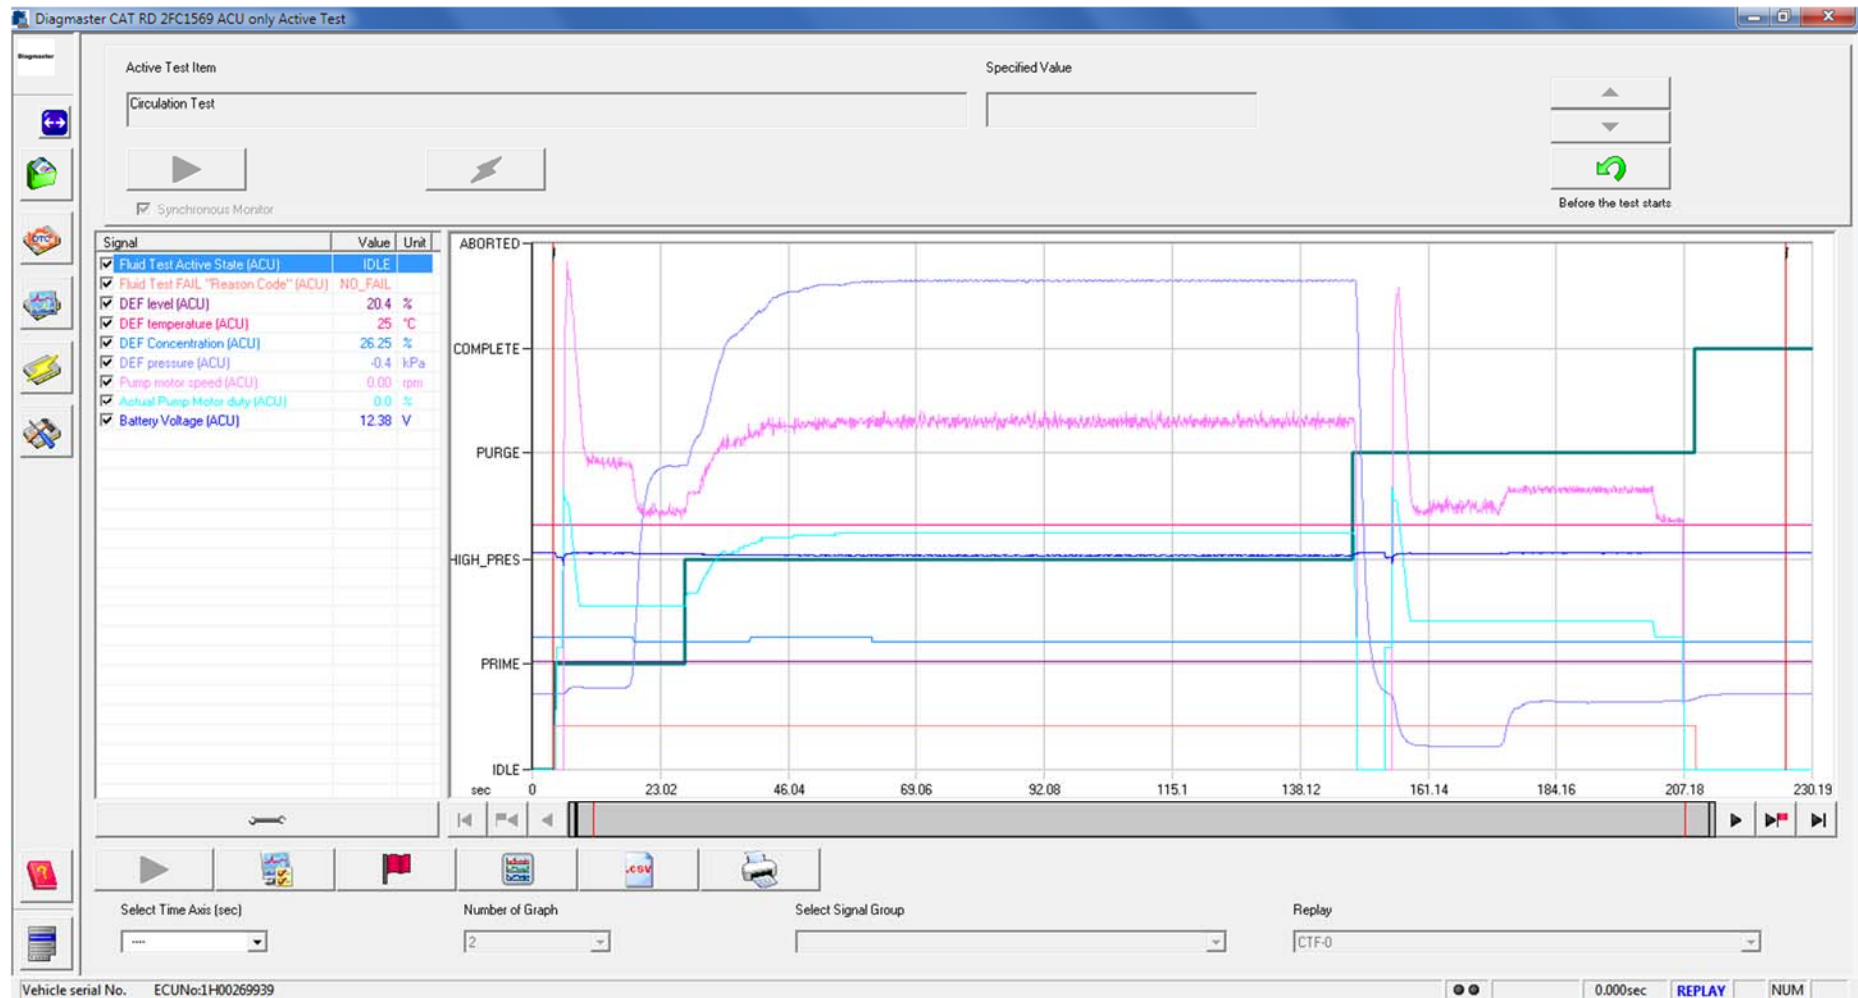 Diagmaster CAT RD 2FC1569 ACU only Active Test
Diagmaster
Active Test Item
Specified Value
Circulation Test
Synchronous Monitor
Before the test starts
Signal Value Unit
Fluid Test Active State (ACU) IDLE
Fluid Test FAIL "Reason Code" (ACU) NO_FAIL
DEF level (ACU) 20.4 %
DEF temperature (ACU) 25 °C
DEF Concentration (ACU) 26.25 %
DEF pressure (ACU) -0.4 kPa
Pump motor speed (ACU) 0.00 rpm
Actual Pump Motor duty (ACU) 0.0 %
Battery Voltage (ACU) 12.38 V
ABORTED
COMPLETE
PURGE
HIGH_PRES
PRIME
IDLE
sec 0 23.02 46.04 69.06 92.08 115.1 138.12 161.14 184.16 207.18 230.19
DTC
.csv
Select Time Axis (sec)
Number of Graph
Select Signal Group
Replay
----
2
CTF-0
Vehicle serial No. ECUNo:1H00269939
0.000sec REPLAY NUM